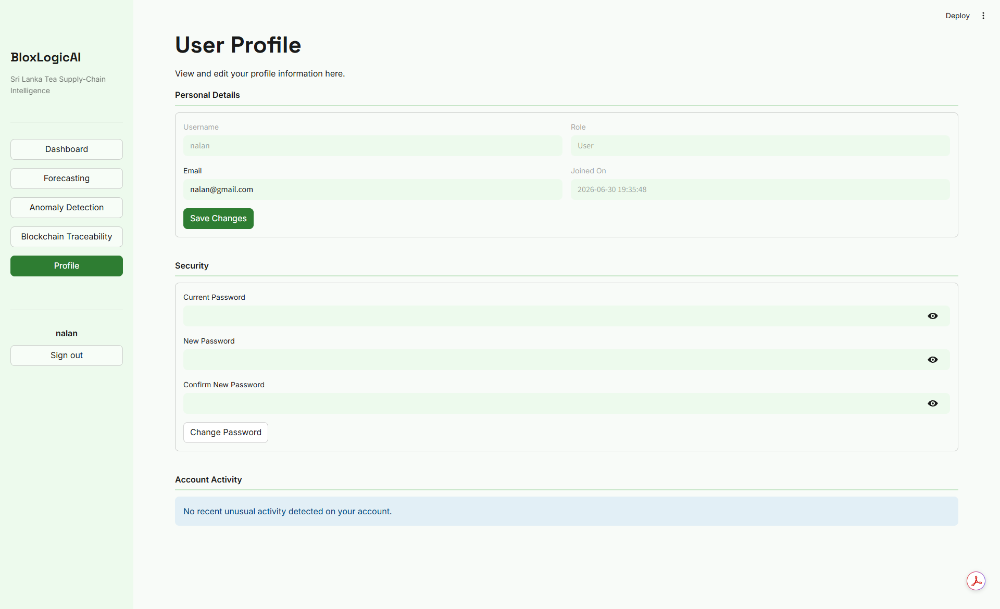 Deploy
BloxLogicAI
Sri Lanka Tea Supply-Chain
Intelligence
Dashboard
Forecasting
Anomaly Detection
Blockchain Traceability
Profile
nalan
Sign out
User Profile
View and edit your profile information here.
Personal Details
Username
Role
nalan
User
Email
Joined On
nalan@gmail.com
2026-06-30 19:35:48
Save Changes
Security
Current Password
New Password
Confirm New Password
Change Password
Account Activity
No recent unusual activity detected on your account.